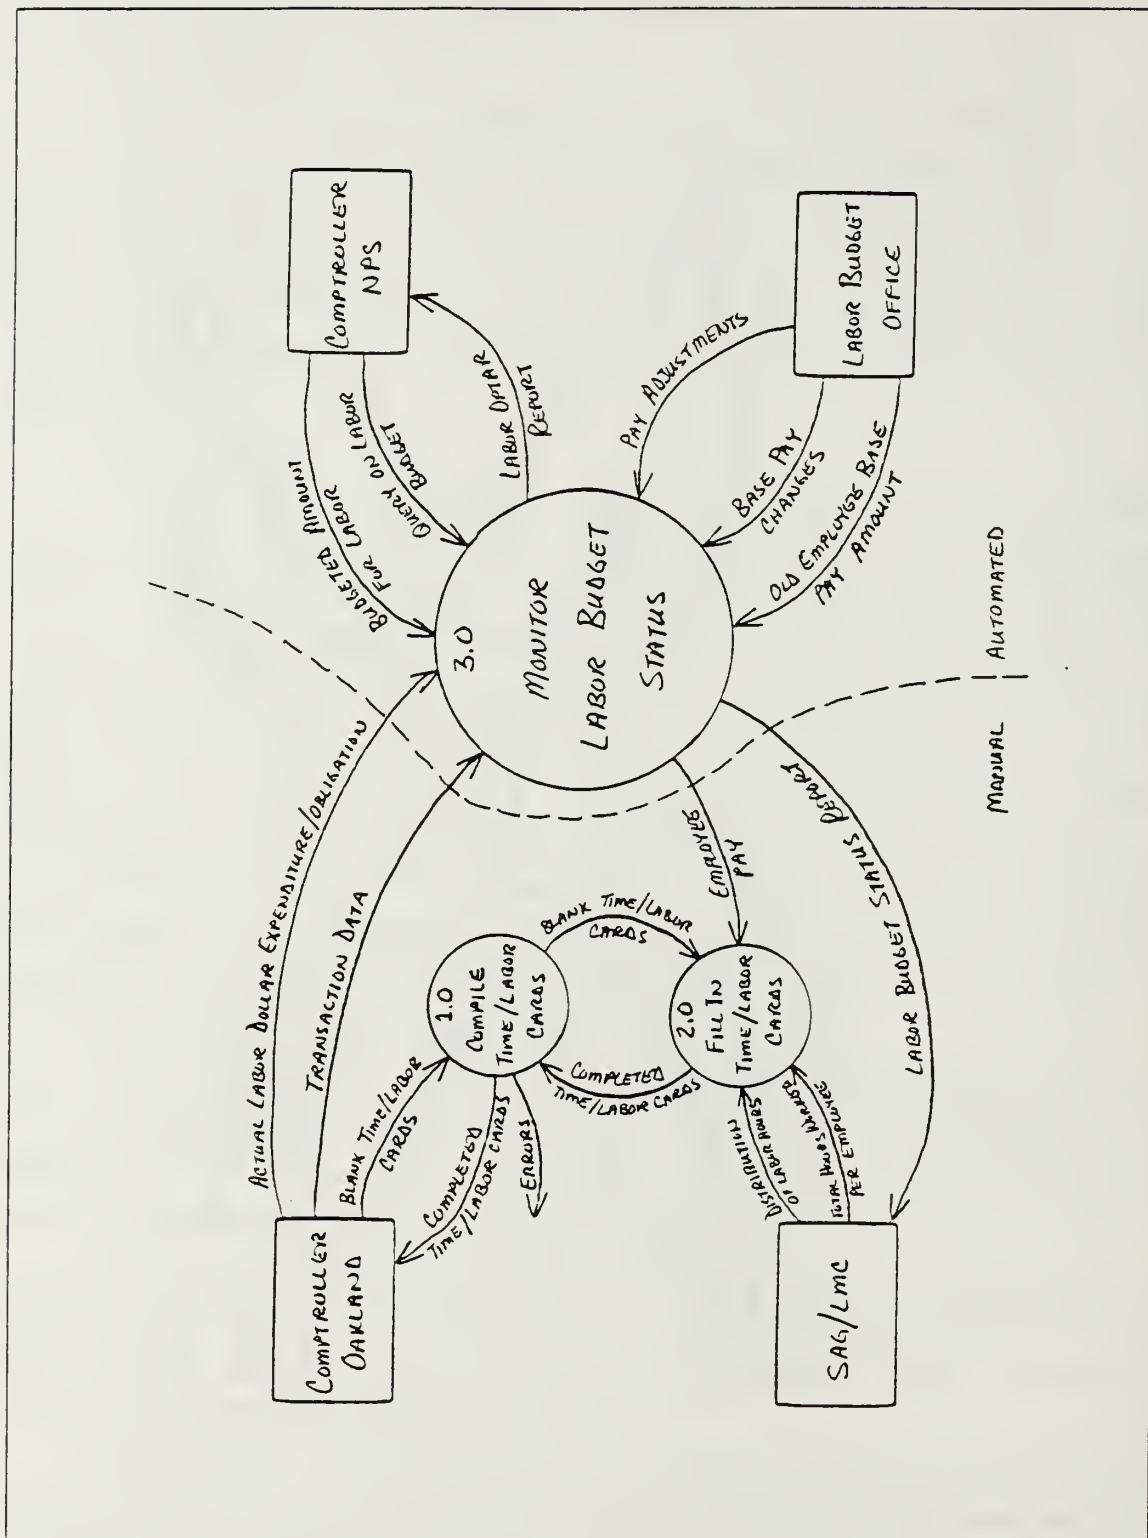 COMPTROLLER
OAKLAND
ACTUAL LABOR DOLLAR EXPENDITURE/OBLIGATION
TRANSACTION DATA
BLANK TIME/LABOR
CARDS
COMPLETED
TIME/LABOR CARDS
ERRORS
1.0
COMPILE
TIME/LABOR
CARDS
BLANK TIME/LABOR
CARDS
COMPLETED
TIME/LABOR CARDS
2.0
FILL IN
TIME/LABOR
CARDS
EMPLOYEE
PAY
DISTRIBUTION
OF LABOR HOURS
TOTAL HOURS WORKED
PER EMPLOYEE
SAG/LMC
LABOR BUDGET STATUS REPORT
MANUAL
AUTOMATED
3.0
MONITOR
LABOR BUDGET
STATUS
BUDGETED AMOUNT
FOR LABOR
QUERY ON LABOR
BUDGET
LABOR OPTAR
REPORT
COMPTROLLER
NPS
PAY ADJUSTMENTS
BASE PAY
CHANGES
OLD EMPLOYEE BASE
PAY AMOUNT
LABOR BUDGET
OFFICE